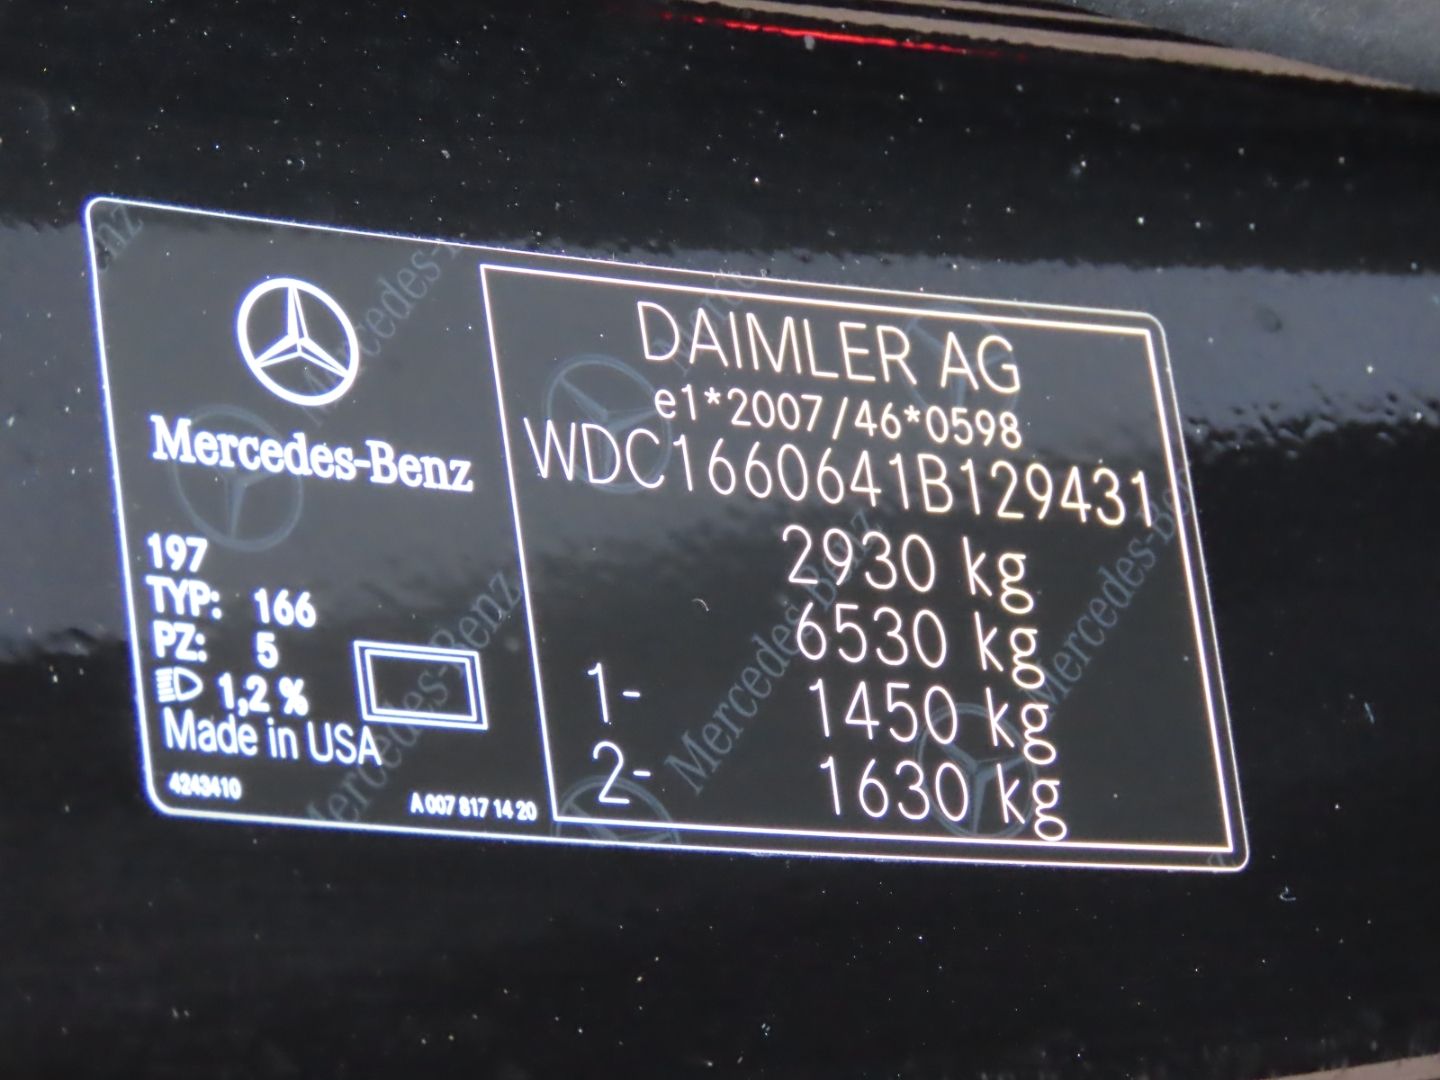 Mercedes-Benz
197
TYP: 166
PZ: 5
1,2 %
Made in USA
4243410
A 007 817 14 20
DAIMLER AG
e1*2007/46*0598
WDC1660641B129431
2930 kg
6530 kg
1- 1450 kg
2- 1630 kg